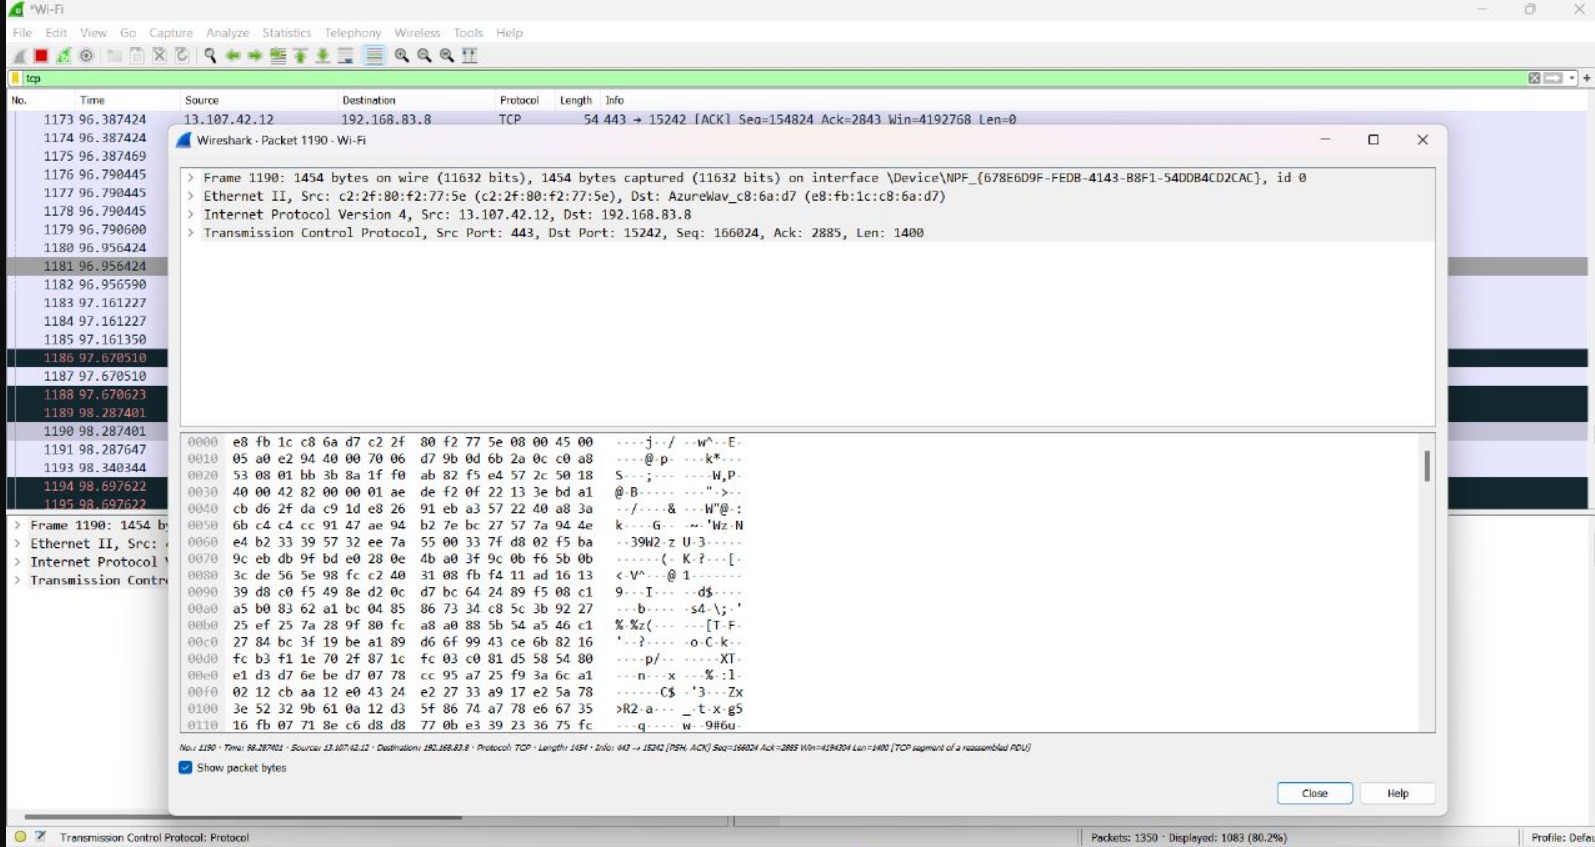 *Wi-Fi
File Edit View Go Capture Analyze Statistics Telephony Wireless Tools Help
tcp
No. Time Source Destination Protocol Length Info
1173 96.387424 13.107.42.12 192.168.83.8 TCP 54 443 → 15242 [ACK] Seq=154824 Ack=2843 Win=4192768 Len=0
1174 96.387424
1175 96.387469
1176 96.790445
1177 96.790445
1178 96.790445
1179 96.790600
1180 96.956424
1181 96.956424
1182 96.956590
1183 97.161227
1184 97.161227
1185 97.161350
1186 97.670510
1187 97.670510
1188 97.670623
1189 98.287401
1190 98.287401
1191 98.287647
1193 98.340344
1194 98.697622
1195 98.697622
Frame 1190: 1454 by
Ethernet II, Src:
Internet Protocol
Transmission Contr
Wireshark · Packet 1190 · Wi-Fi
Frame 1190: 1454 bytes on wire (11632 bits), 1454 bytes captured (11632 bits) on interface \Device\NPF_{678E6D9F-FEDB-4143-B8F1-54DDB4CD2CAC}, id 0
Ethernet II, Src: c2:2f:80:f2:77:5e (c2:2f:80:f2:77:5e), Dst: AzureWav_c8:6a:d7 (e8:fb:1c:c8:6a:d7)
Internet Protocol Version 4, Src: 13.107.42.12, Dst: 192.168.83.8
Transmission Control Protocol, Src Port: 443, Dst Port: 15242, Seq: 166024, Ack: 2885, Len: 1400
0000 e8 fb 1c c8 6a d7 c2 2f 80 f2 77 5e 08 00 45 00 ····j··/ ··w^··E·
0010 05 a0 e2 94 40 00 70 06 d7 9b 0d 6b 2a 0c c0 a8 ····@·p· ···k*···
0020 53 08 01 bb 3b 8a 1f f0 ab 82 f5 e4 57 2c 50 18 S···;··· ····W,P·
0030 40 00 42 82 00 00 01 ae de f2 0f 22 13 3e bd a1 @·B····· ···"·>··
0040 cb d6 2f da c9 1d e8 26 91 eb a3 57 22 40 a8 3a ··/····& ···W"@·:
0050 6b c4 c4 cc 91 47 ae 94 b2 7e bc 27 57 7a 94 4e k····G·· ·~·'Wz·N
0060 e4 b2 33 39 57 32 ee 7a 55 00 33 7f d8 02 f5 ba ··39W2·z U·3·····
0070 9c eb db 9f bd e0 28 0e 4b a0 3f 9c 0b f6 5b 0b ······(· K·?···[·
0080 3c de 56 5e 98 fc c2 40 31 08 fb f4 11 ad 16 13 <·V^···@ 1·······
0090 39 d8 c0 f5 49 8e d2 0c d7 bc 64 24 89 f5 08 c1 9···I··· ··d$····
00a0 a5 b0 83 62 a1 bc 04 85 86 73 34 c8 5c 3b 92 27 ···b···· ·s4·\;·'
00b0 25 ef 25 7a 28 9f 80 fc a8 a0 88 5b 54 a5 46 c1 %·%z(··· ···[T·F·
00c0 27 84 bc 3f 19 be a1 89 d6 6f 99 43 ce 6b 82 16 '··?···· ·o·C·k··
00d0 fc b3 f1 1e 70 2f 87 1c fc 03 c0 81 d5 58 54 80 ····p/·· ·····XT·
00e0 e1 d3 d7 6e be d7 07 78 cc 95 a7 25 f9 3a 6c a1 ···n···x ···%·:l·
00f0 02 12 cb aa 12 e0 43 24 e2 27 33 a9 17 e2 5a 78 ······C$ ·'3···Zx
0100 3e 52 32 9b 61 0a 12 d3 5f 86 74 a7 78 e6 67 35 >R2·a··· _·t·x·g5
0110 16 fb 07 71 8e c6 d8 d8 77 0b e3 39 23 36 75 fc ···q···· w··9#6u·
No.: 1190 · Time: 98.287401 · Source: 13.107.42.12 · Destination: 192.168.83.8 · Protocol: TCP · Length: 1454 · Info: 443 → 15242 [PSH, ACK] Seq=166024 Ack=2885 Win=4194304 Len=1400 [TCP segment of a reassembled PDU]
Show packet bytes
Close Help
Transmission Control Protocol: Protocol
Packets: 1350 · Displayed: 1083 (80.2%)
Profile: Defau